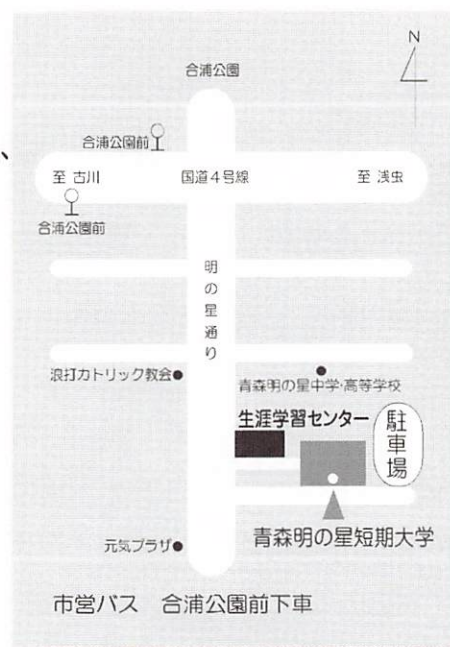 N
合浦公園
合浦公園前
至 古川
国道4号線
至 浅虫
合浦公園前
明の星通り
浪打カトリック教会
青森明の星中学・高等学校
生涯学習センター
駐車場
元気プラザ
青森明の星短期大学
市営バス 合浦公園前下車